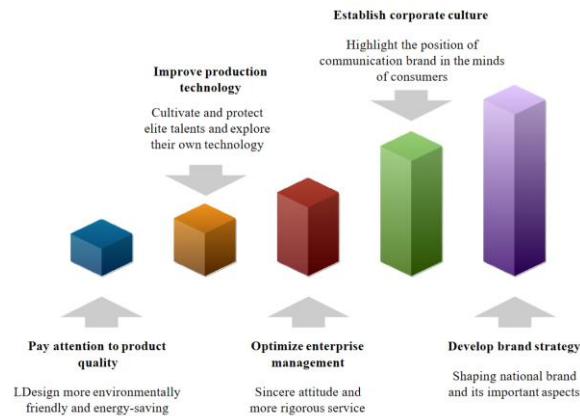 Establish corporate culture
Highlight the position of
communication brand in the minds
of consumers
Improve production
technology
Cultivate and protect
elite talents and explore
their own technology
Pay attention to product
quality
LDesign more environmentally
friendly and energy-saving
Optimize enterprise
management
Sincere attitude and
more rigorous service
Develop brand strategy
Shaping national brand
and its important aspects